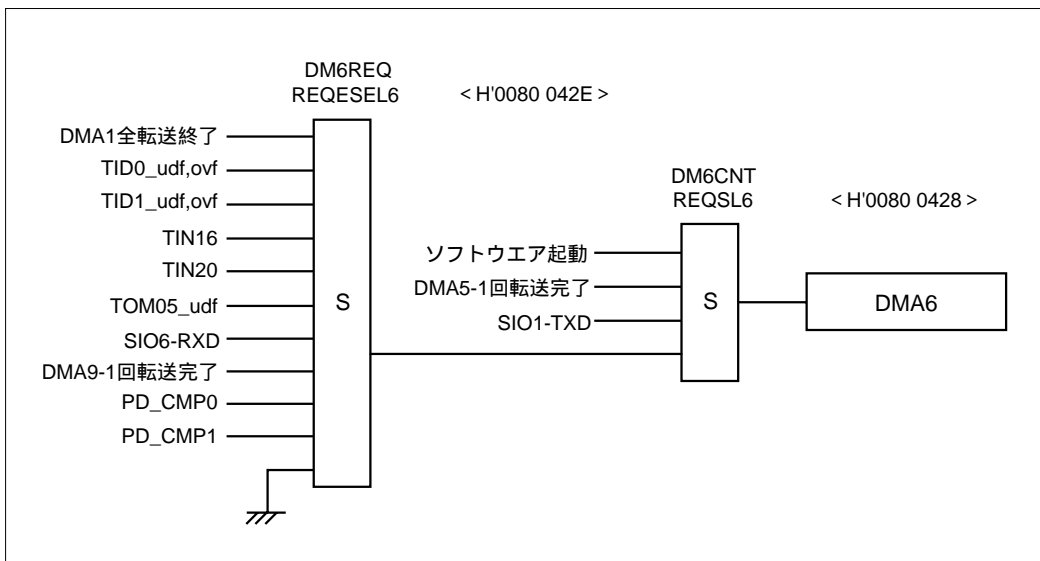 DM6REQ
REQESEL6
< H'0080 042E >
DMA1全転送終了
TID0_udf,ovf
TID1_udf,ovf
TIN16
TIN20
TOM05_udf
SIO6-RXD
DMA9-1回転送完了
PD_CMP0
PD_CMP1
S
DM6CNT
REQSL6
< H'0080 0428 >
ソフトウエア起動
DMA5-1回転送完了
SIO1-TXD
S
DMA6